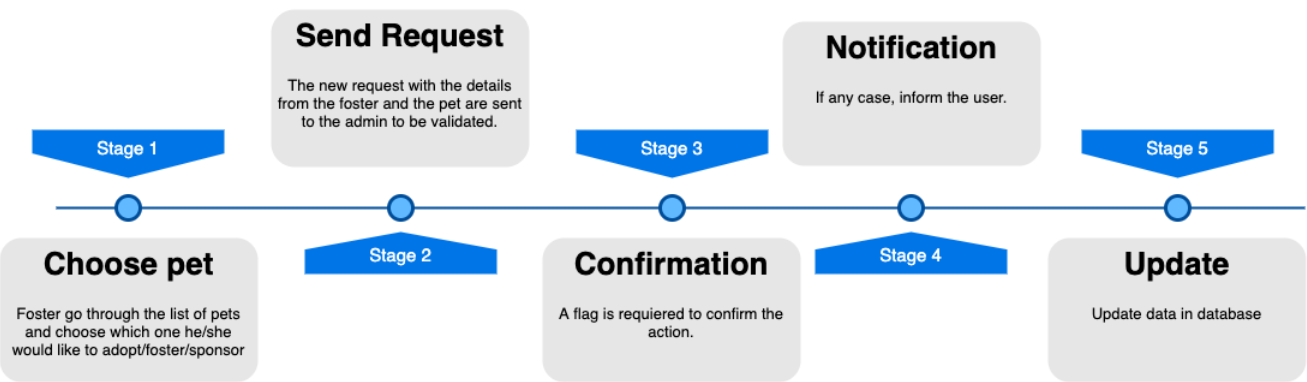 Stage 1
Choose pet
Foster go through the list of pets
and choose which one he/she
would like to adopt/foster/sponsor
Send Request
The new request with the details
from the foster and the pet are sent
to the admin to be validated.
Stage 2
Stage 3
Confirmation
A flag is requiered to confirm the
action.
Notification
If any case, inform the user.
Stage 4
Stage 5
Update
Update data in database